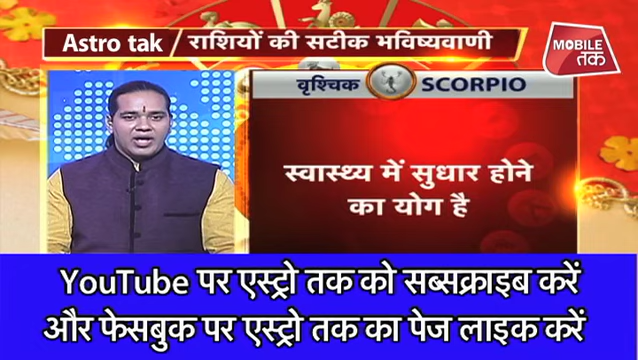 Astro tak राशियों की सटीक भविष्यवाणी
MOBILE
तक
वृश्चिक SCORPIO
स्वास्थ्य में सुधार होने
का योग है
YouTube पर एस्ट्रो तक को सब्सक्राइब करें
और फेसबुक पर एस्ट्रो तक का पेज लाइक करें